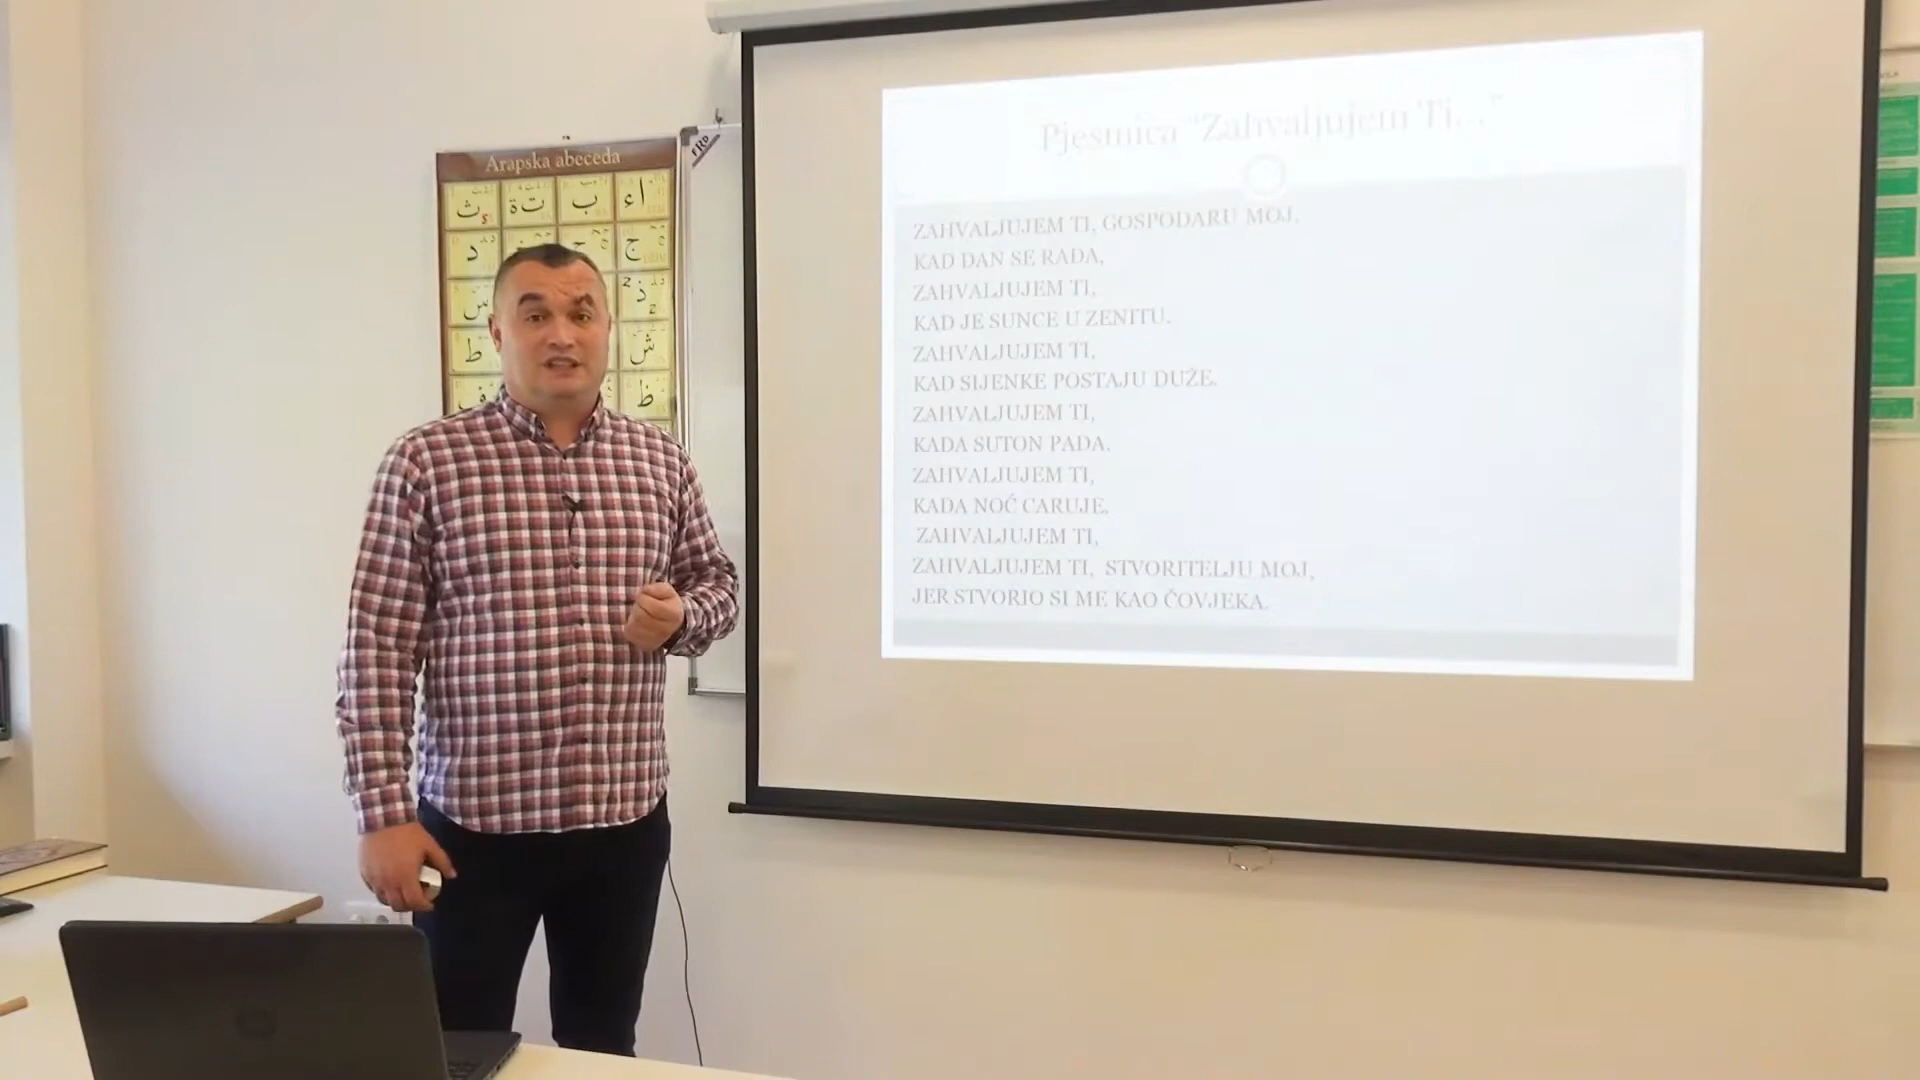 Arapska abeceda
ث ت ة ب ا ء
د خ ح ج
س ذ
ط ش
ف ظ
FRD
Pjesmica "Zahvaljujem Ti..."
ZAHVALJUJEM TI, GOSPODARU MOJ,
KAD DAN SE RAĐA,
ZAHVALJUJEM TI,
KAD JE SUNCE U ZENITU.
ZAHVALJUJEM TI,
KAD SIJENKE POSTAJU DUŽE.
ZAHVALJUJEM TI,
KADA SUTON PADA.
ZAHVALJUJEM TI,
KADA NOĆ CARUJE.
ZAHVALJUJEM TI,
ZAHVALJUJEM TI, STVORITELJU MOJ,
JER STVORIO SI ME KAO ČOVJEKA.